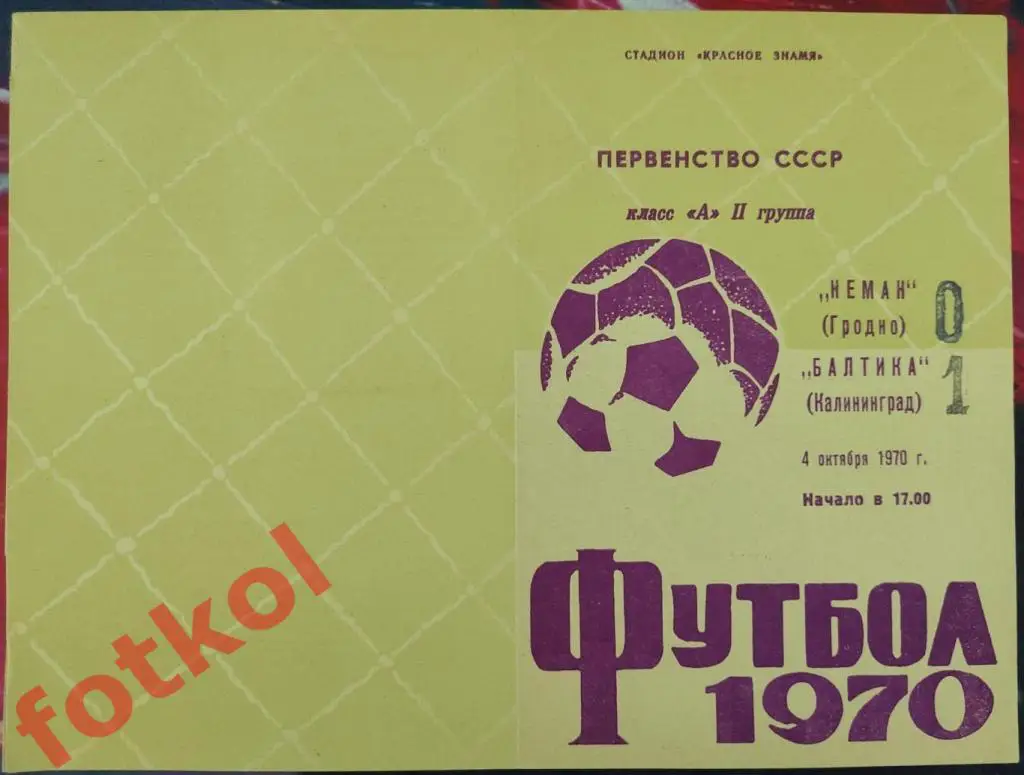 СТАДИОН «КРАСНОЕ ЗНАМЯ»
ПЕРВЕНСТВО СССР
класс «А» II группа
„НЕМАН“ 0
(Гродно)
„БАЛТИКА“ 1
(Калининград)
4 октября 1970 г.
Начало в 17.00
ФУТБОЛ
1970
fotkol